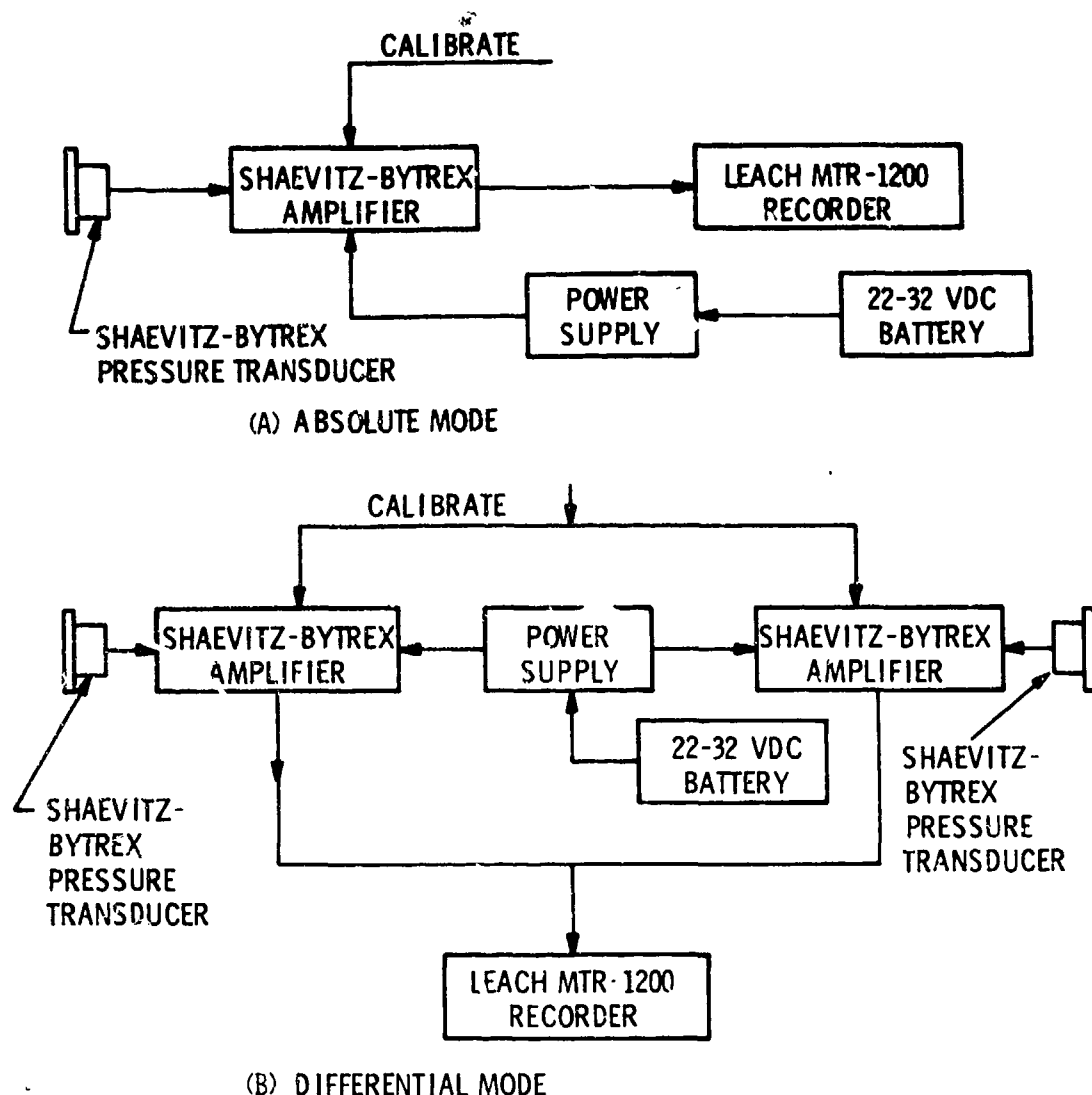 CALIBRATE
SHAEVITZ-BYTREX
AMPLIFIER
LEACH MTR-1200
RECORDER
POWER
SUPPLY
22-32 VDC
BATTERY
SHAEVITZ-BYTREX
PRESSURE TRANSDUCER
(A) ABSOLUTE MODE
CALIBRATE
SHAEVITZ-BYTREX
AMPLIFIER
POWER
SUPPLY
SHAEVITZ-BYTREX
AMPLIFIER
22-32 VDC
BATTERY
SHAEVITZ-
BYTREX
PRESSURE
TRANSDUCER
SHAEVITZ-
BYTREX
PRESSURE
TRANSDUCER
LEACH MTR-1200
RECORDER
(B) DIFFERENTIAL MODE